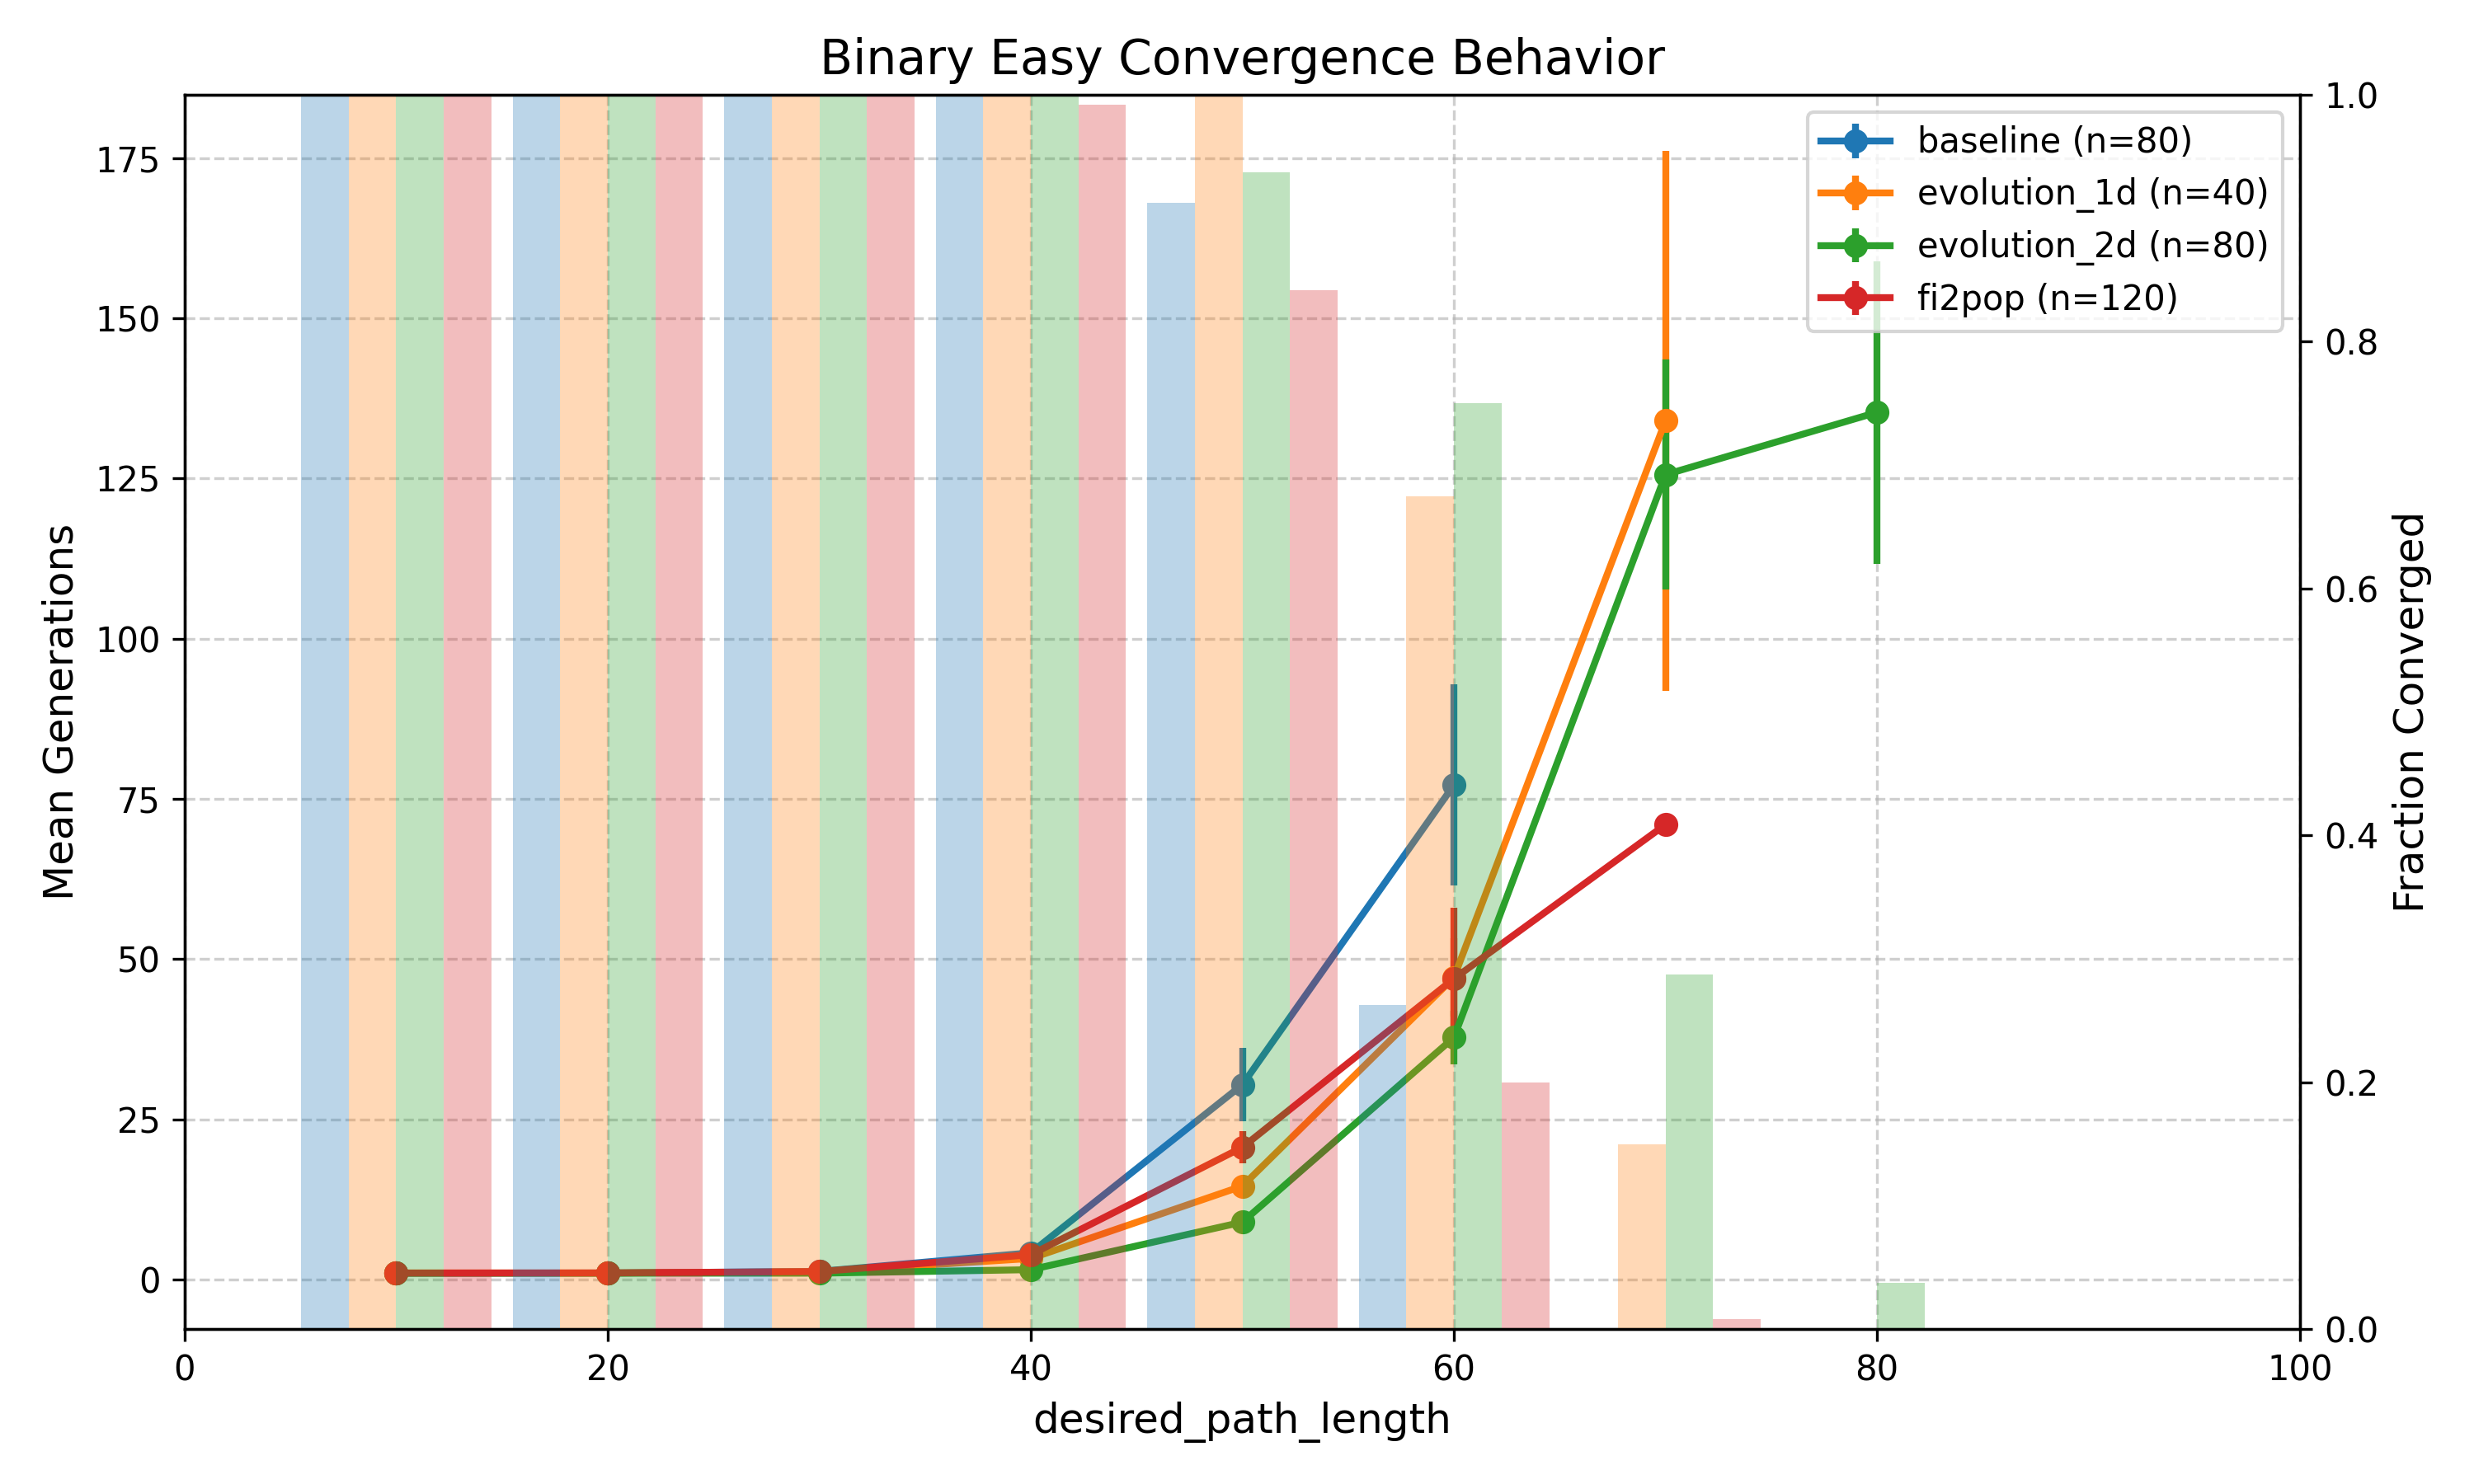 Binary Easy Convergence Behavior
baseline (n=80)
evolution_1d (n=40)
evolution_2d (n=80)
fi2pop (n=120)
Mean Generations
175
150
125
100
75
50
25
0
1.0
0.8
0.6
0.4
0.2
0.0
Fraction Converged
0
20
40
60
80
100
desired_path_length